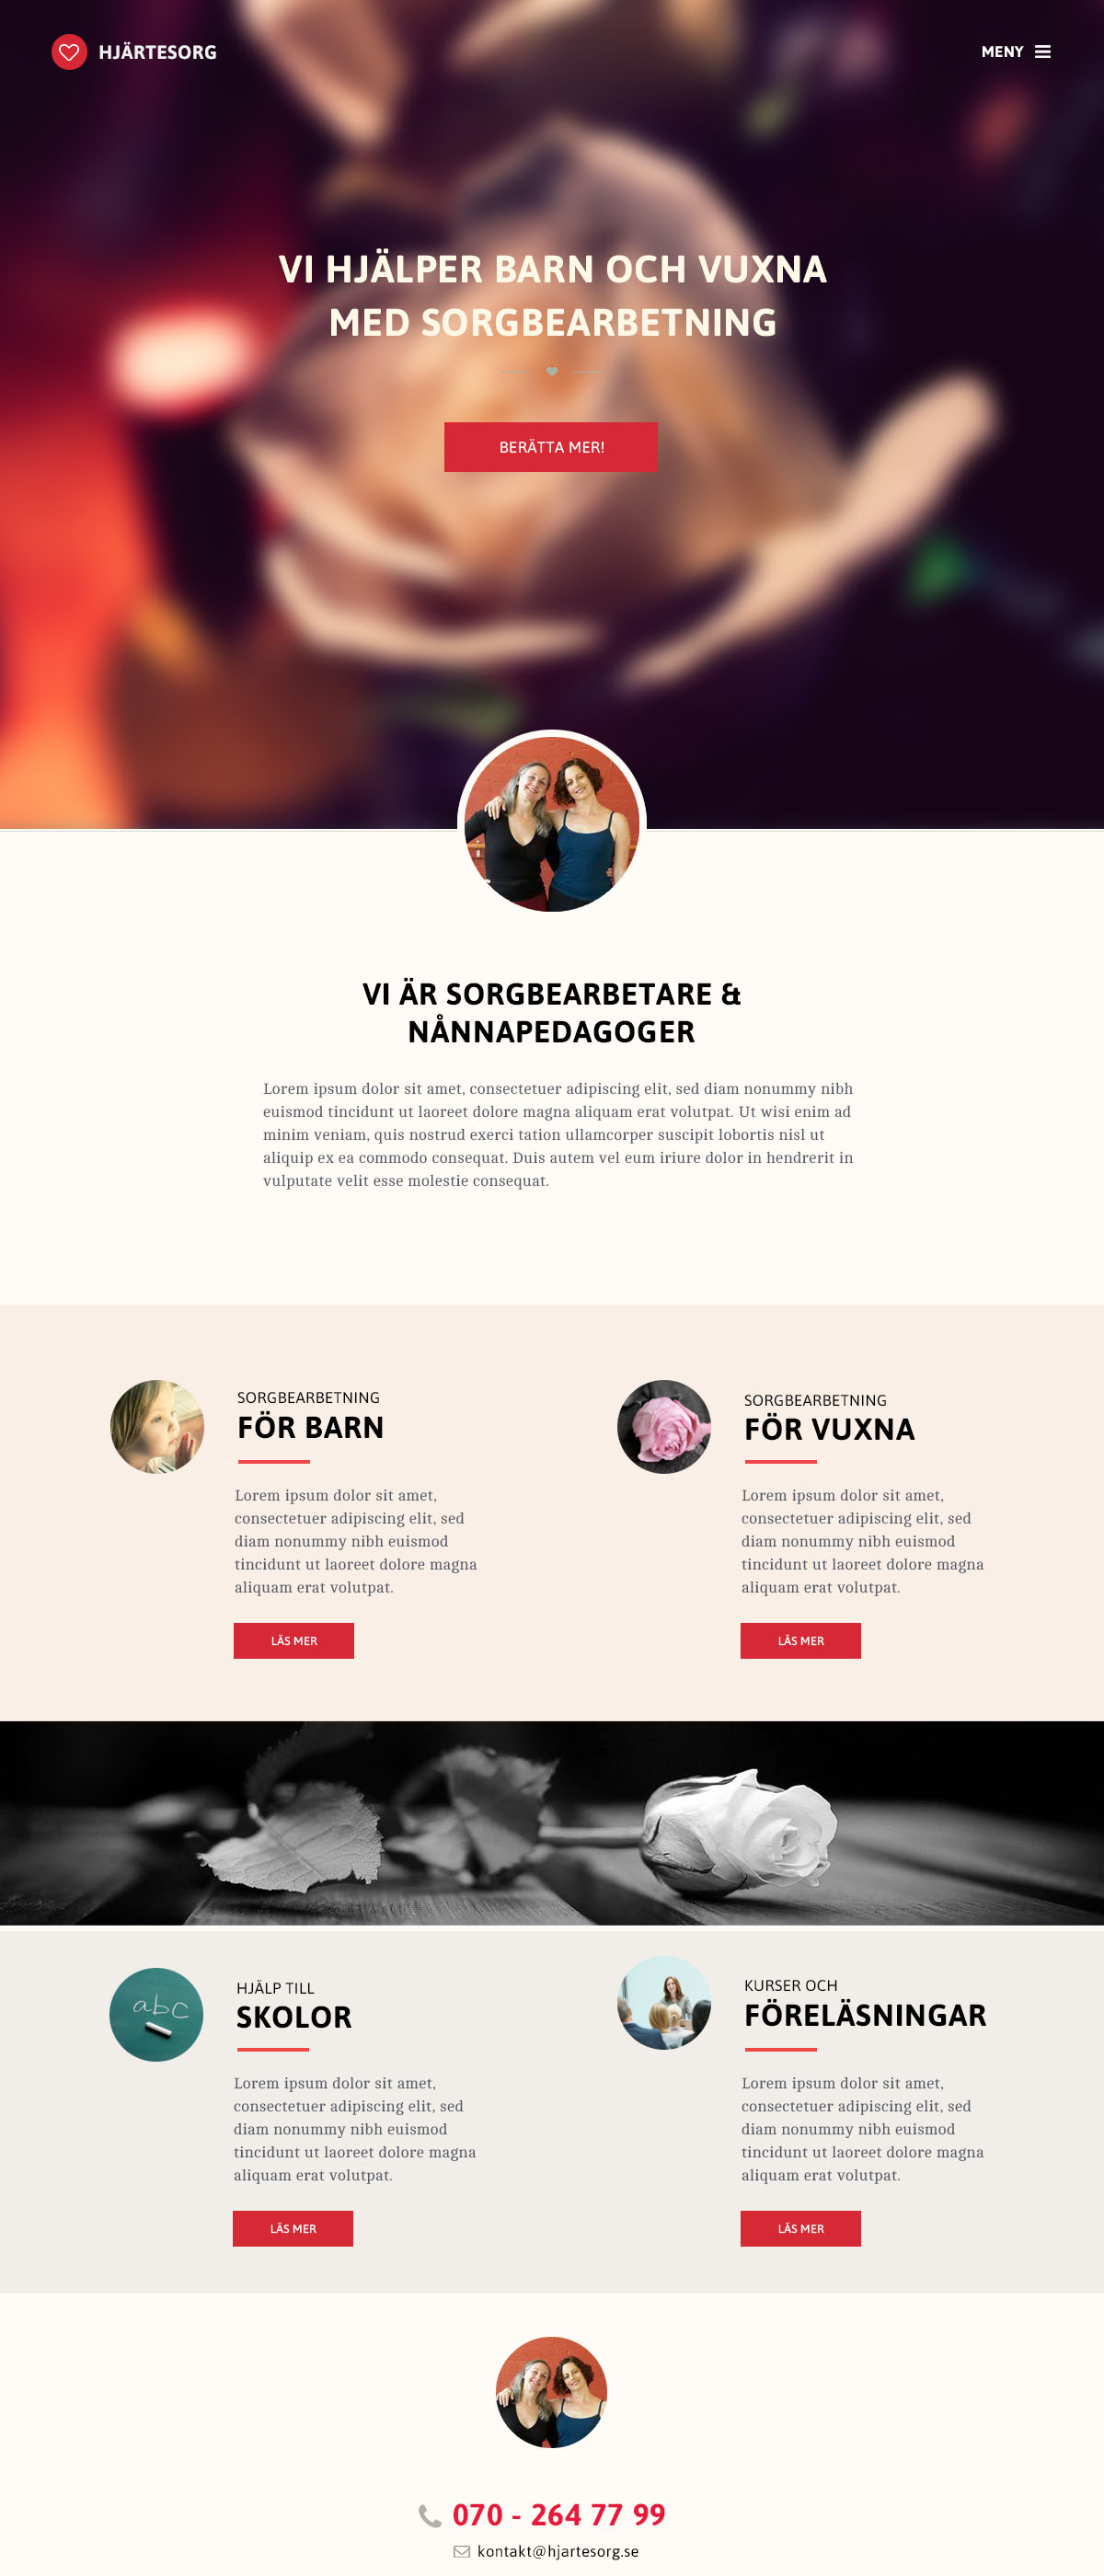 HJÄRTESORG
MENY
VI HJÄLPER BARN OCH VUXNA
MED SORGBEARBETNING
BERÄTTA MER!
VI ÄR SORGBEARBETARE &
NÅNNAPEDAGOGER
Lorem ipsum dolor sit amet, consectetuer adipiscing elit, sed diam nonummy nibh
euismod tincidunt ut laoreet dolore magna aliquam erat volutpat. Ut wisi enim ad
minim veniam, quis nostrud exerci tation ullamcorper suscipit lobortis nisl ut
aliquip ex ea commodo consequat. Duis autem vel eum iriure dolor in hendrerit in
vulputate velit esse molestie consequat.
SORGBEARBETNING
FÖR BARN
Lorem ipsum dolor sit amet,
consectetuer adipiscing elit, sed
diam nonummy nibh euismod
tincidunt ut laoreet dolore magna
aliquam erat volutpat.
LÄS MER
SORGBEARBETNING
FÖR VUXNA
Lorem ipsum dolor sit amet,
consectetuer adipiscing elit, sed
diam nonummy nibh euismod
tincidunt ut laoreet dolore magna
aliquam erat volutpat.
LÄS MER
abc
HJÄLP TILL
SKOLOR
Lorem ipsum dolor sit amet,
consectetuer adipiscing elit, sed
diam nonummy nibh euismod
tincidunt ut laoreet dolore magna
aliquam erat volutpat.
LÄS MER
KURSER OCH
FÖRELÄSNINGAR
Lorem ipsum dolor sit amet,
consectetuer adipiscing elit, sed
diam nonummy nibh euismod
tincidunt ut laoreet dolore magna
aliquam erat volutpat.
LÄS MER
070 - 264 77 99
kontakt@hjartesorg.se